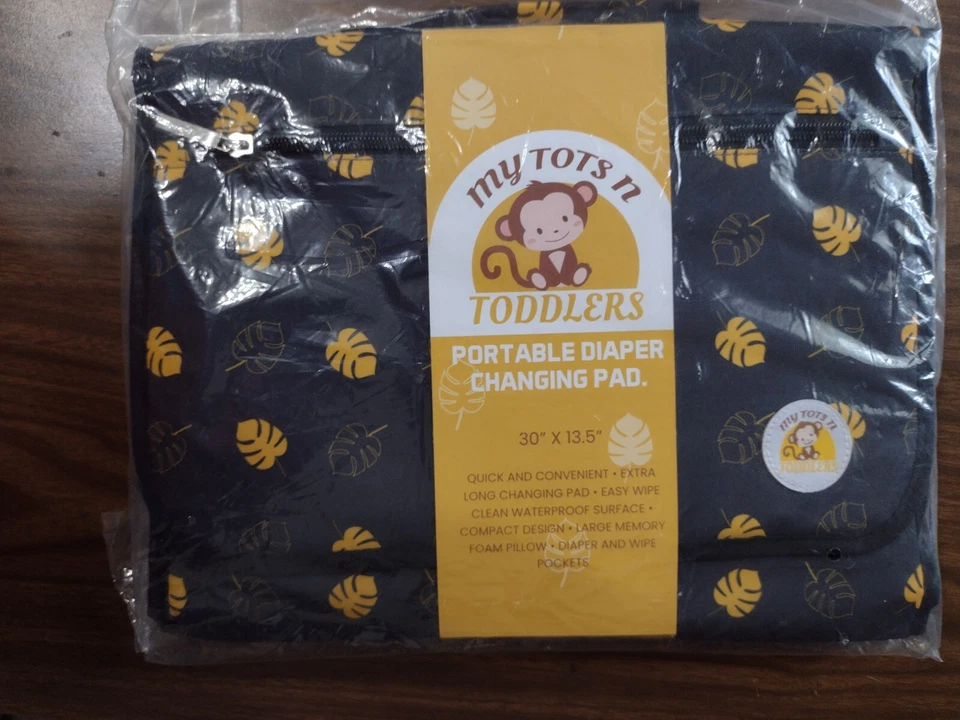 MY TOTS N
TODDLERS
PORTABLE DIAPER
CHANGING PAD.
30” X 13.5”
QUICK AND CONVENIENT • EXTRA
LONG CHANGING PAD • EASY WIPE
CLEAN WATERPROOF SURFACE •
COMPACT DESIGN • LARGE MEMORY
FOAM PILLOW • DIAPER AND WIPE
POCKETS
MY TOTS N
TODDLERS